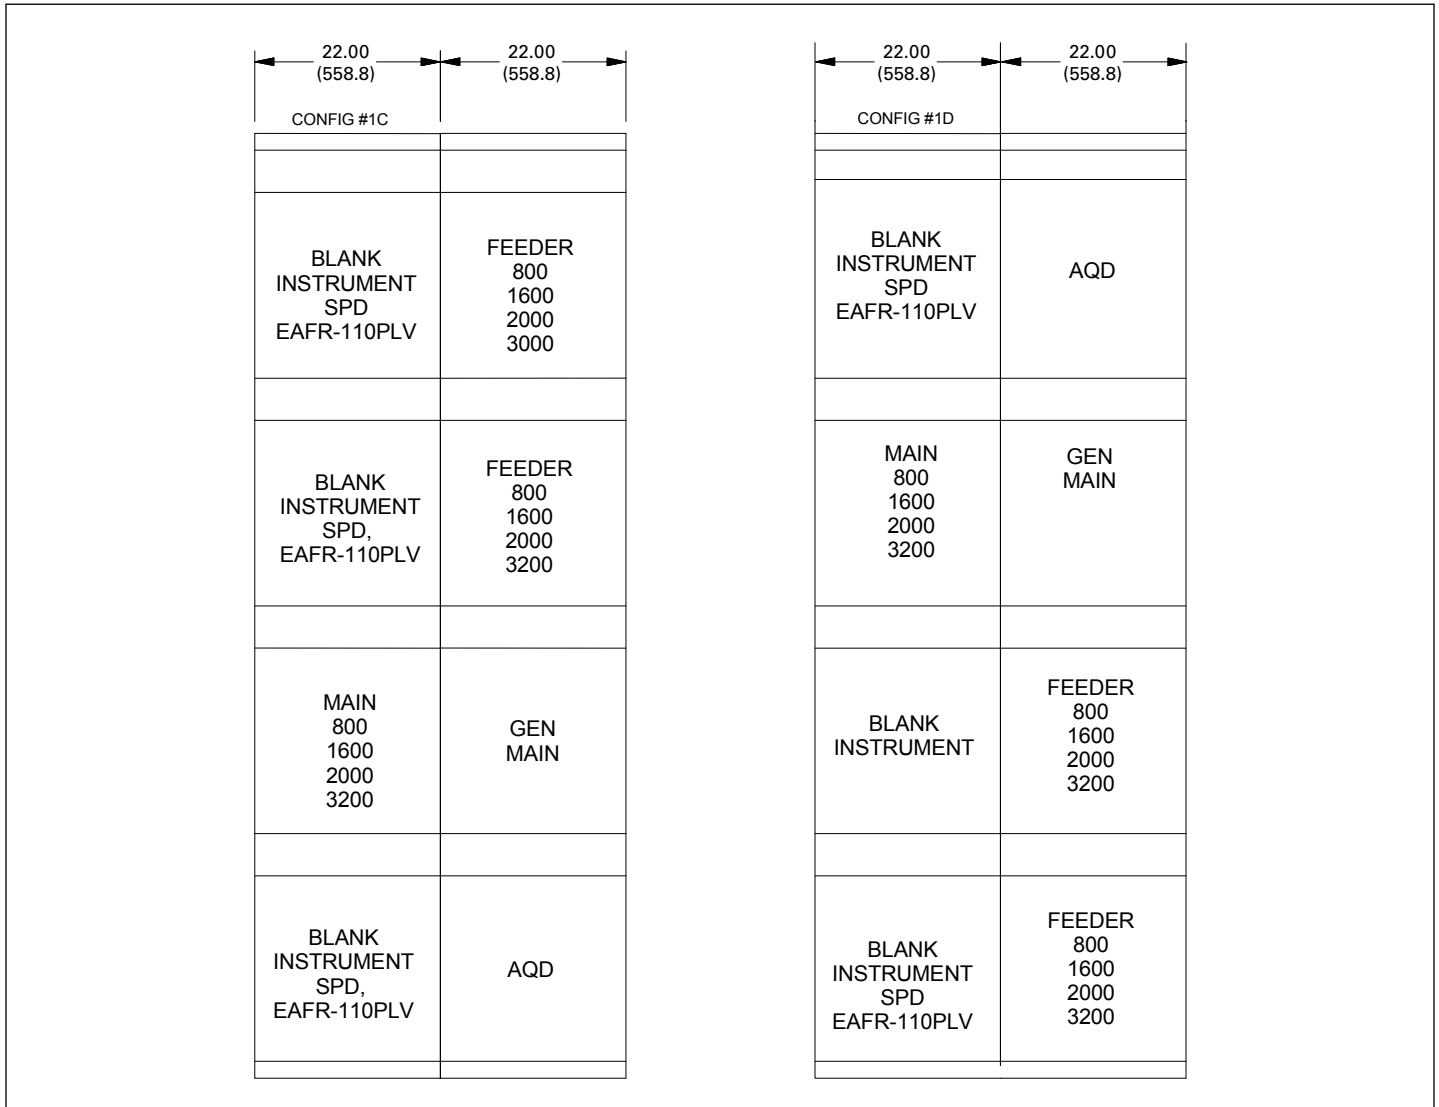 22.00
(558.8)
22.00
(558.8)
CONFIG #1C
BLANK
INSTRUMENT
SPD
EAFR-110PLV
FEEDER
800
1600
2000
3000
BLANK
INSTRUMENT
SPD,
EAFR-110PLV
FEEDER
800
1600
2000
3200
MAIN
800
1600
2000
3200
GEN
MAIN
BLANK
INSTRUMENT
SPD,
EAFR-110PLV
AQD
22.00
(558.8)
22.00
(558.8)
CONFIG #1D
BLANK
INSTRUMENT
SPD
EAFR-110PLV
AQD
MAIN
800
1600
2000
3200
GEN
MAIN
BLANK
INSTRUMENT
FEEDER
800
1600
2000
3200
BLANK
INSTRUMENT
SPD
EAFR-110PLV
FEEDER
800
1600
2000
3200